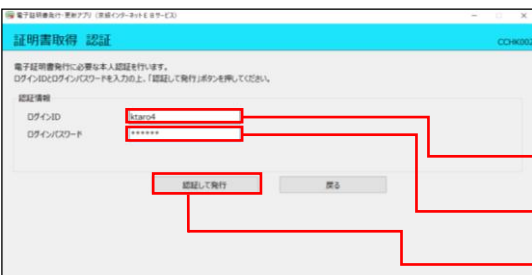 電子証明書発行・更新アプリ (京銀インターネットEBサービス)
証明書取得 認証
CCHK002
電子証明書発行に必要な本人認証を行います。
ログインIDとログインパスワードを入力の上、「認証して発行」ボタンを押してください。
認証情報
ログインID ktaro4
ログインパスワード ******
認証して発行 戻る